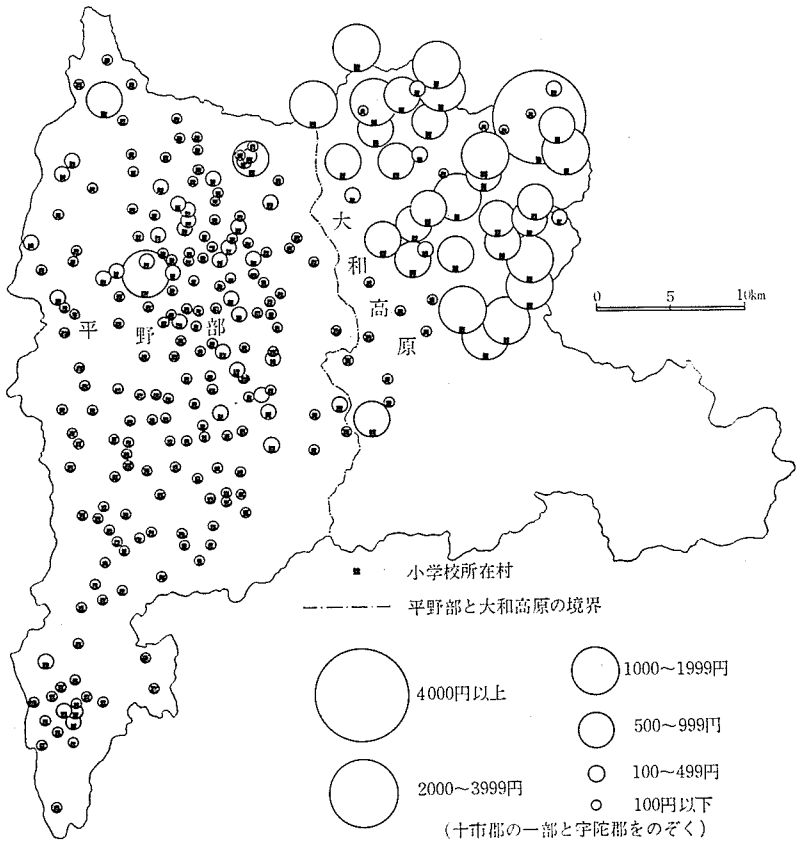 大和高原
平野部
0 5 10km
小学校所在村
平野部と大和高原の境界
4000円以上
2000~3999円
1000~1999円
500~999円
100~499円
100円以下
(十市郡の一部と宇陀郡をのぞく)